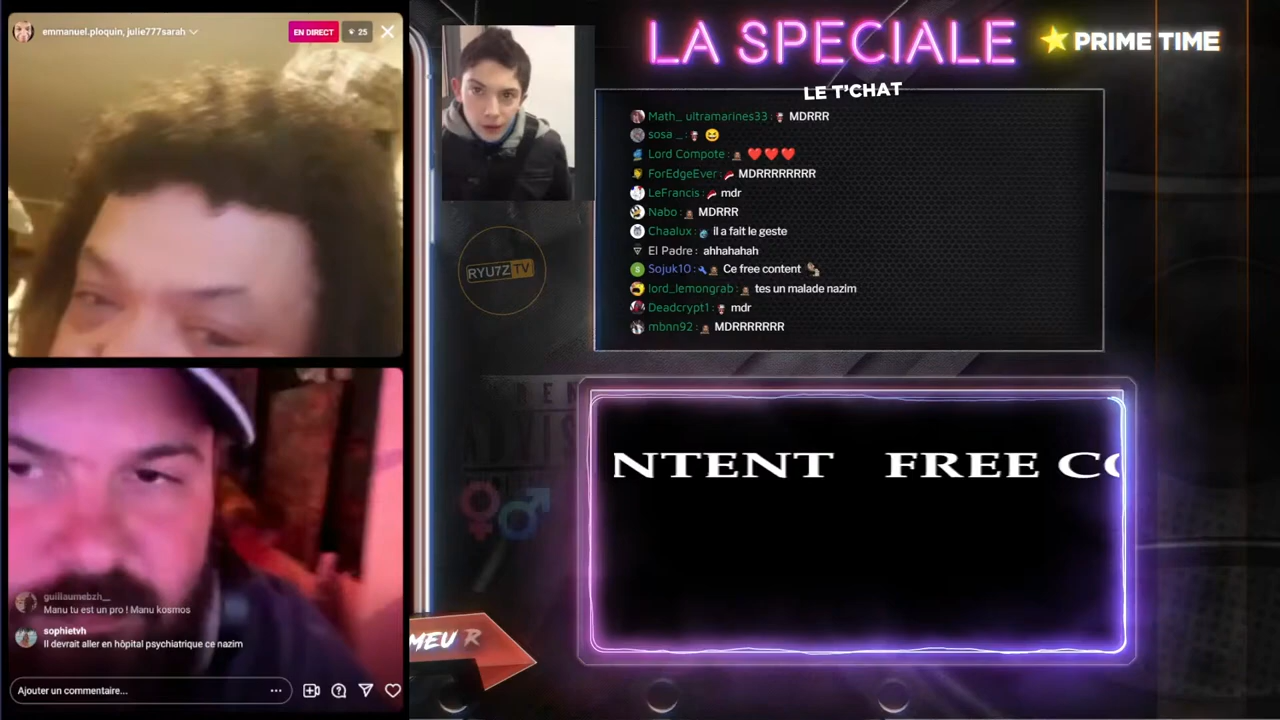 emmanuel.ploquin, julie777sarah
EN DIRECT
25
LA SPECIALE
PRIME TIME
LE T'CHAT
Math_ ultramarines33 : MDRRR
sosa _ : 😆
Lord Compote : ❤️❤️❤️
ForEdgeEver : MDRRRRRRRR
LeFrancis : mdr
Nabo : MDRRR
Chaalux : il a fait le geste
El Padre : ahhahahah
Sojuk10 : Ce free content
lord_lemongrab : tes un malade nazim
Deadcrypt1 : mdr
mbnn92 : MDRRRRRRR
RYU7Z TV
NTENT FREE CO
guillaumebzh_
Manu tu est un pro ! Manu kosmos
sophietvh
Il devrait aller en hôpital psychiatrique ce nazim
MEU R
Ajouter un commentaire...